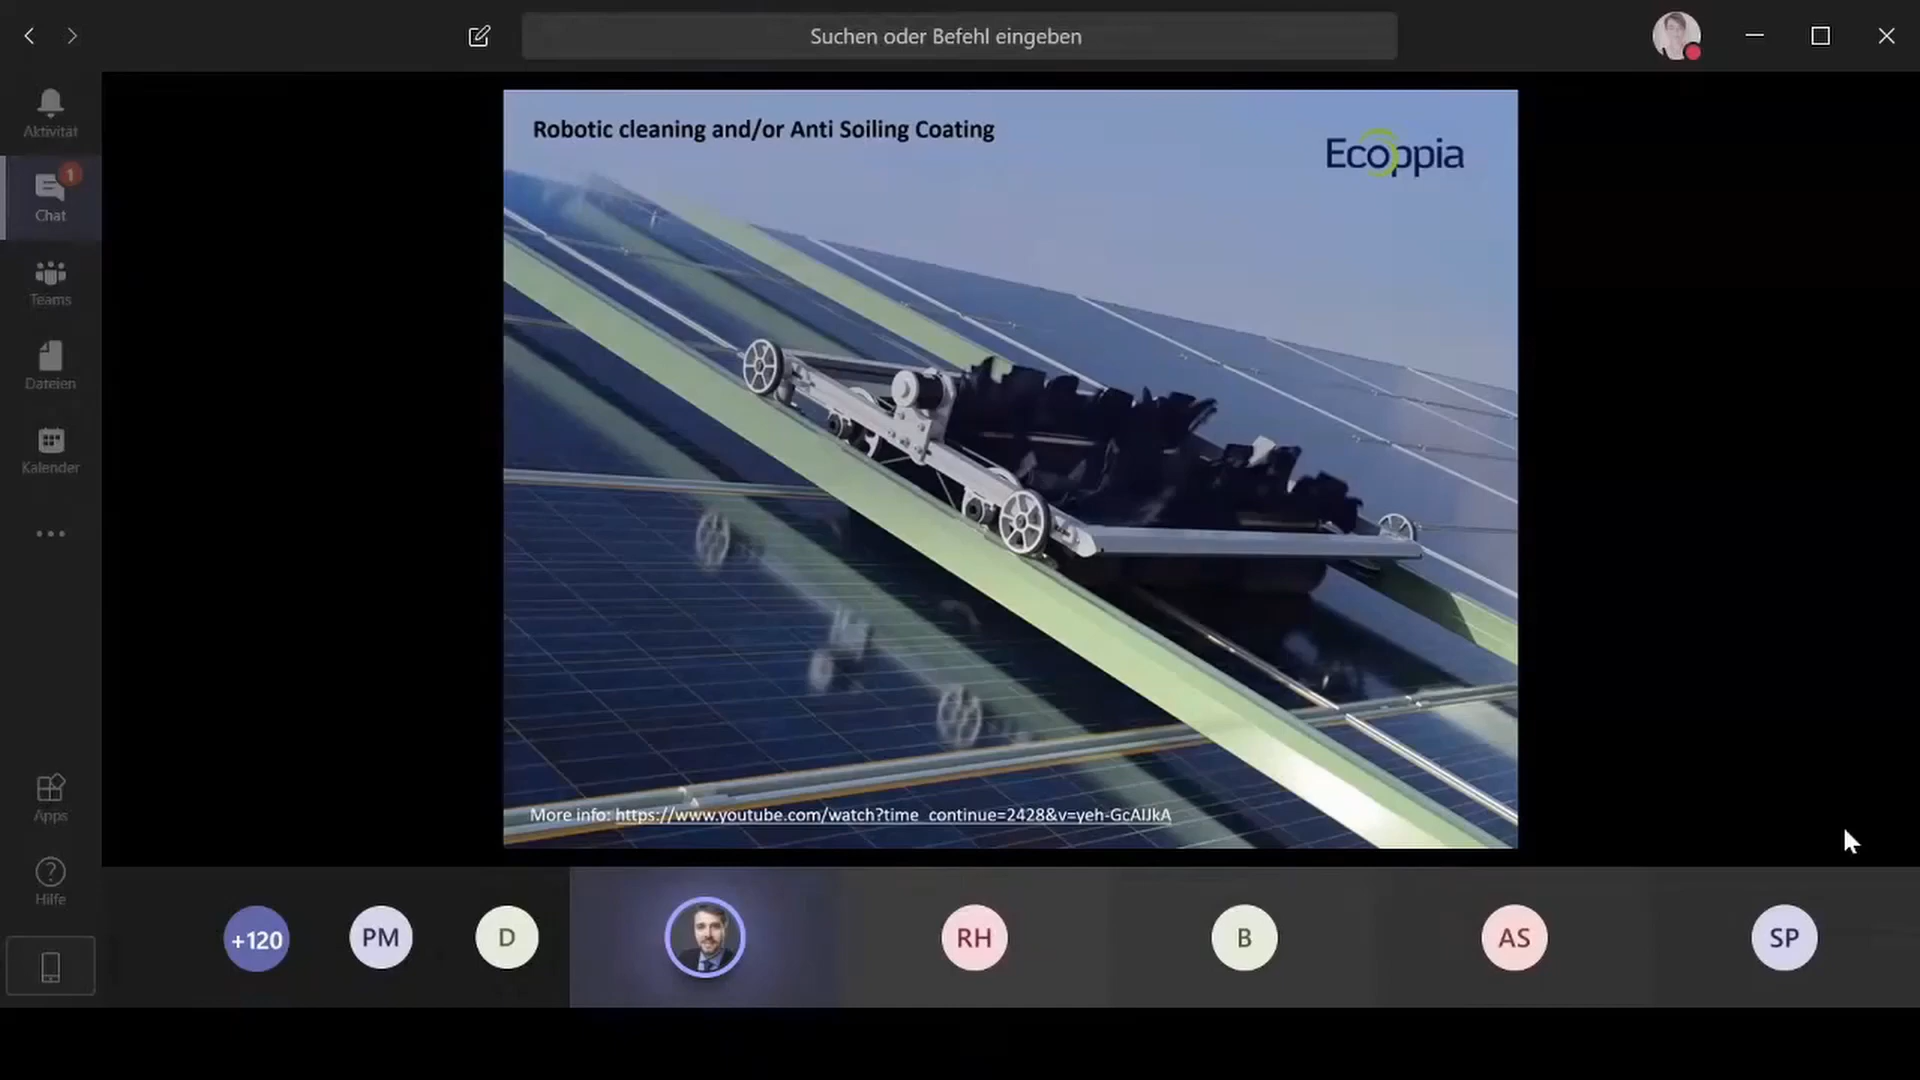 Suchen oder Befehl eingeben
Aktivität
1
Chat
Teams
Dateien
Kalender
Apps
Hilfe
Robotic cleaning and/or Anti Soiling Coating
Ecoppia
More info: https://www.youtube.com/watch?time_continue=2428&v=yeh-GcAIJkA
+120
PM
D
RH
B
AS
SP